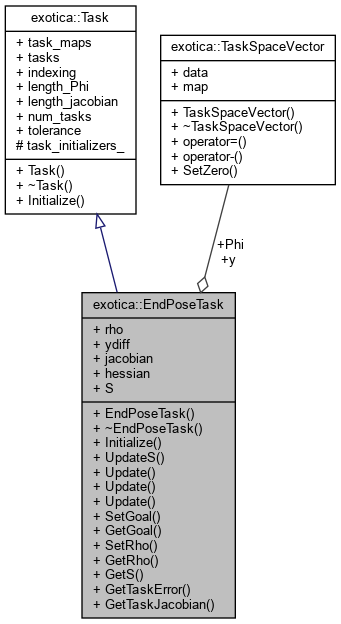 exotica::Task
+ task_maps
+ tasks
+ indexing
+ length_Phi
+ length_jacobian
+ num_tasks
+ tolerance
# task_initializers_
+ Task()
+ ~Task()
+ Initialize()
exotica::TaskSpaceVector
+ data
+ map
+ TaskSpaceVector()
+ ~TaskSpaceVector()
+ operator=()
+ operator-()
+ SetZero()
+Phi
+y
exotica::EndPoseTask
+ rho
+ ydiff
+ jacobian
+ hessian
+ S
+ EndPoseTask()
+ ~EndPoseTask()
+ Initialize()
+ UpdateS()
+ Update()
+ Update()
+ Update()
+ SetGoal()
+ GetGoal()
+ SetRho()
+ GetRho()
+ GetS()
+ GetTaskError()
+ GetTaskJacobian()